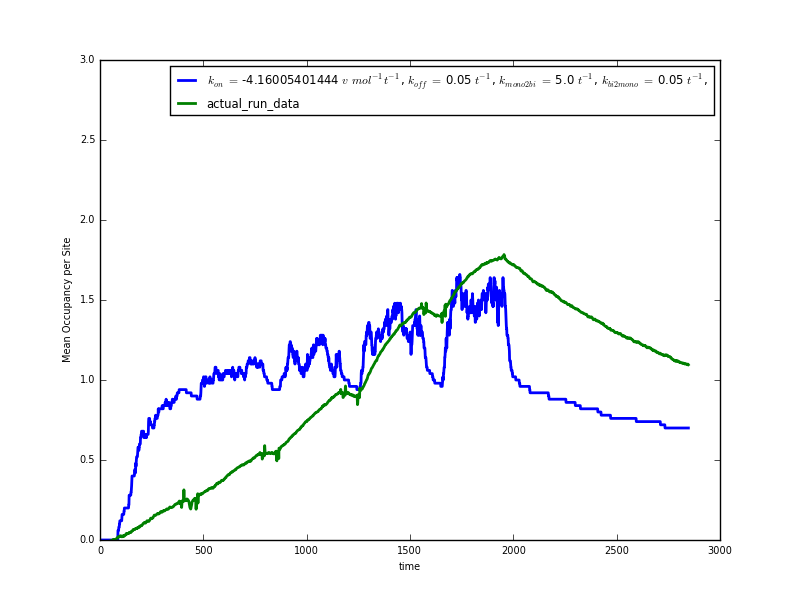 k_on = -4.16005401444 v mol^-1 t^-1, k_off = 0.05 t^-1, k_mono2bi = 5.0 t^-1, k_bi2mono = 0.05 t^-1,
actual_run_data
3.0
2.5
2.0
1.5
1.0
0.5
0.0
Mean Occupancy per Site
0 500 1000 1500 2000 2500 3000
time